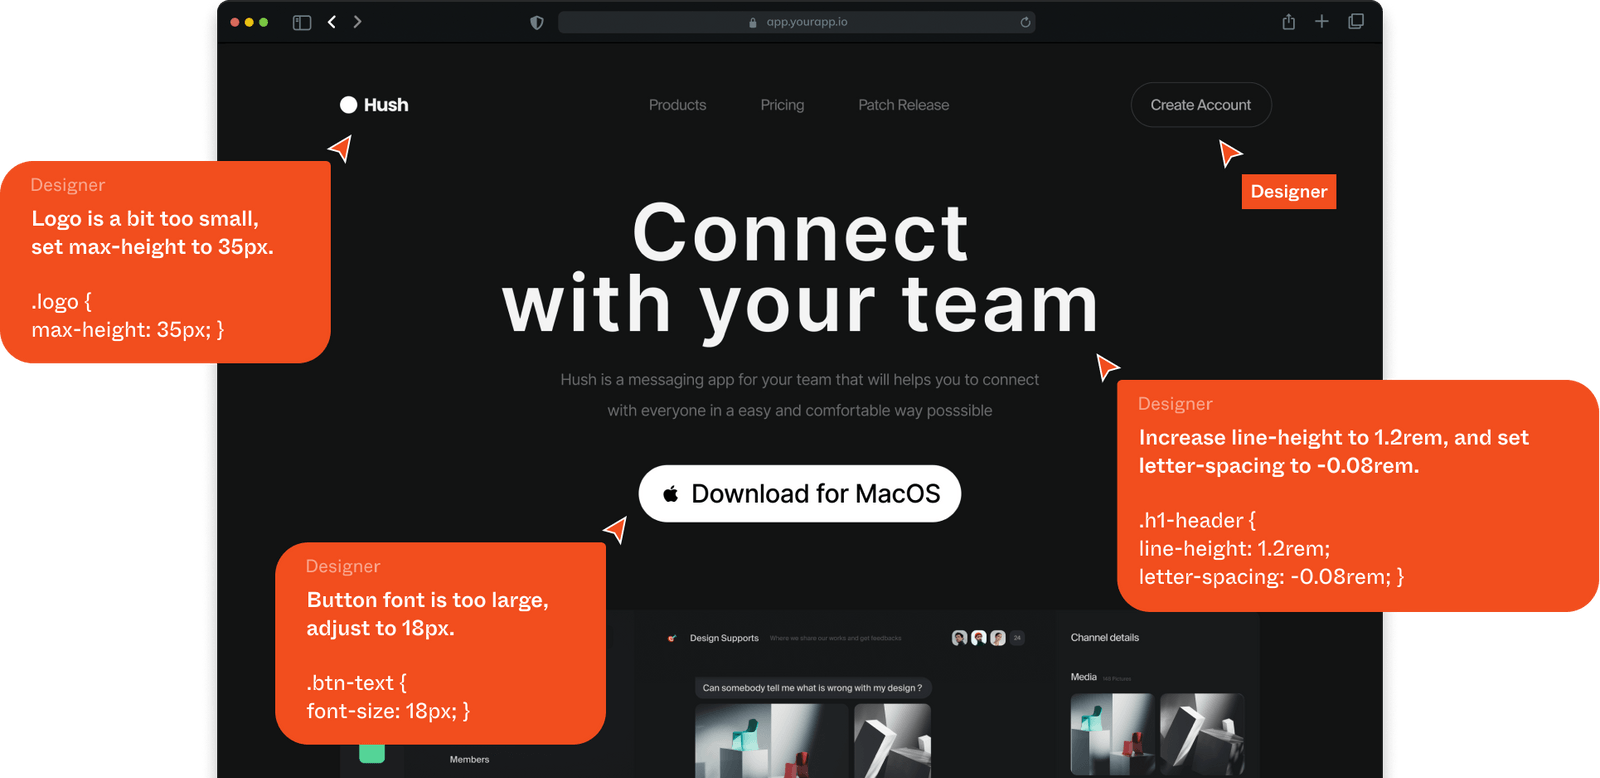 app.yourapp.io
Hush
Products
Pricing
Patch Release
Create Account
Designer
Logo is a bit too small,
set max-height to 35px.
.logo {
max-height: 35px; }
Designer
Connect
with your team
Hush is a messaging app for your team that will helps you to connect
with everyone in a easy and comfortable way posssible
Designer
Increase line-height to 1.2rem, and set
letter-spacing to -0.08rem.
.h1-header {
line-height: 1.2rem;
letter-spacing: -0.08rem; }
Download for MacOS
Designer
Button font is too large,
adjust to 18px.
.btn-text {
font-size: 18px; }
Design Supports
Where we share our works and get feedbacks
24
Channel details
Can somebody tell me what is wrong with my design ?
Media
Pictures
Members